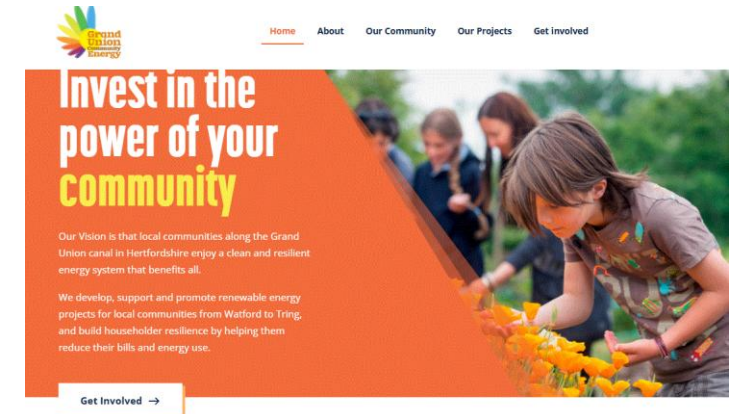 Grand
Union
Community
Energy
Home About Our Community Our Projects Get involved
Invest in the
power of your
community
Our Vision is that local communities along the Grand
Union canal in Hertfordshire enjoy a clean and resilient
energy system that benefits all.
We develop, support and promote renewable energy
projects for local communities from Watford to Tring,
and build householder resilience by helping them
reduce their bills and energy use.
Get Involved →